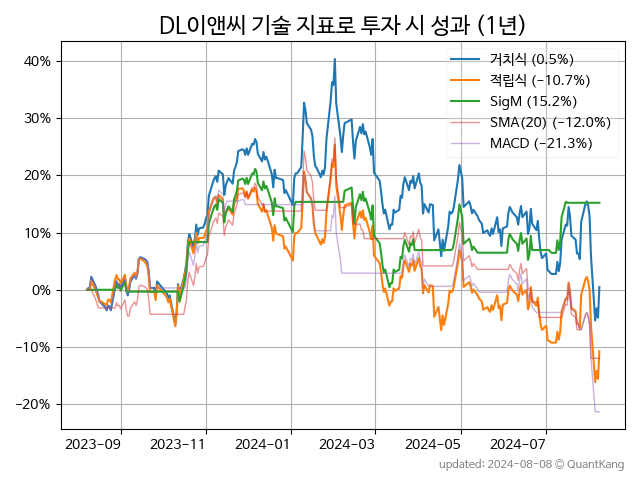 DL이앤씨 기술 지표로 투자 시 성과 (1년)
거치식 (0.5%)
적립식 (−10.7%)
SigM (15.2%)
SMA(20) (−12.0%)
MACD (−21.3%)
40%
30%
20%
10%
0%
−10%
−20%
2023-09 2023-11 2024-01 2024-03 2024-05 2024-07
updated: 2024-08-08 © QuantKang